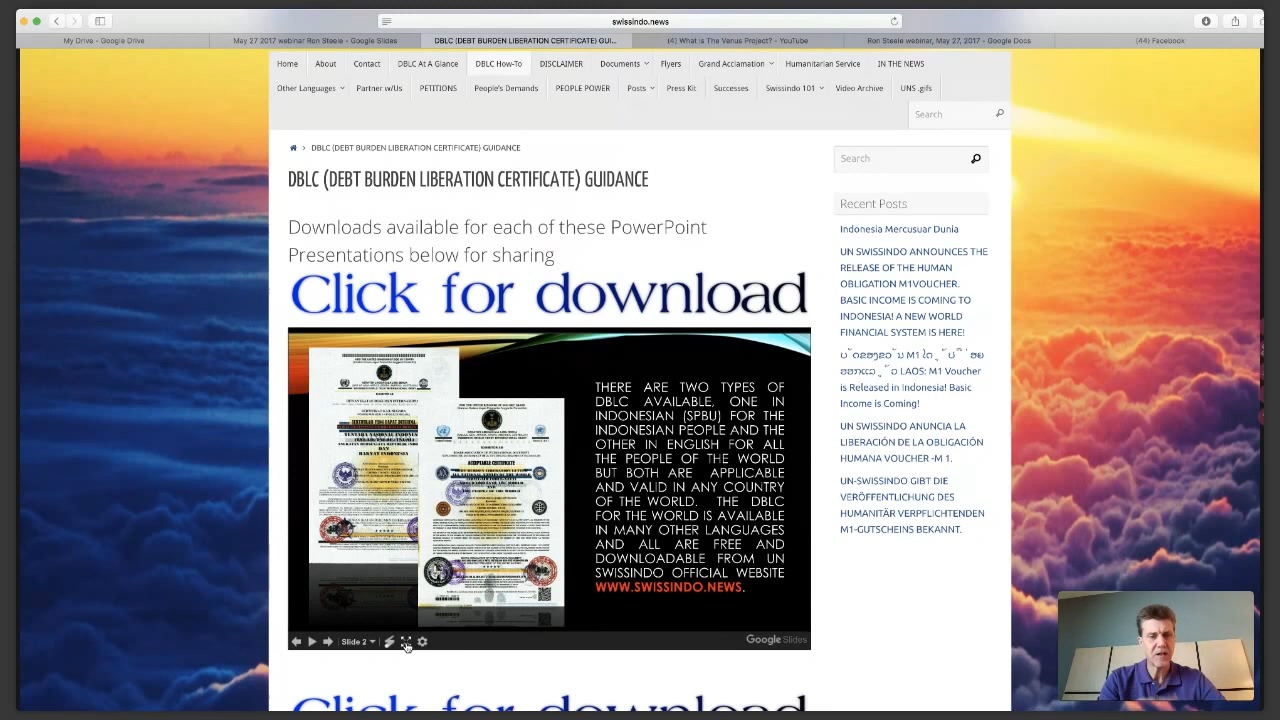 swissindo.news
My Drive - Google Drive
May 27 2017 webinar Ron Steele - Google Slides
DBLC (DEBT BURDEN LIBERATION CERTIFICATE) GUI...
(4) What is The Venus Project? - YouTube
Ron Steele webinar, May 27, 2017 - Google Docs
(44) Facebook
Home About Contact DBLC At A Glance DBLC How-To DISCLAIMER Documents Flyers Grand Acclamation Humanitarian Service IN THE NEWS
Other Languages Partner w/Us PETITIONS People's Demands PEOPLE POWER Posts Press Kit Successes Swissindo 101 Video Archive UNS .gifs
Search
DBLC (DEBT BURDEN LIBERATION CERTIFICATE) GUIDANCE
DBLC (DEBT BURDEN LIBERATION CERTIFICATE) GUIDANCE
Downloads available for each of these PowerPoint
Presentations below for sharing
Click for download
THERE ARE TWO TYPES OF
DBLC AVAILABLE, ONE IN
INDONESIAN (SPBU) FOR THE
INDONESIAN PEOPLE AND THE
OTHER IN ENGLISH FOR ALL
THE PEOPLE OF THE WORLD
BUT BOTH ARE APPLICABLE
AND VALID IN ANY COUNTRY
OF THE WORLD. THE DBLC
FOR THE WORLD IS AVAILABLE
IN MANY OTHER LANGUAGES
AND ALL ARE FREE AND
DOWNLOADABLE FROM UN
SWISSINDO OFFICIAL WEBSITE
WWW.SWISSINDO.NEWS.
Slide 2
Google Slides
Click for download
Search
Recent Posts
Indonesia Mercusuar Dunia
UN SWISSINDO ANNOUNCES THE
RELEASE OF THE HUMAN
OBLIGATION M1VOUCHER.
BASIC INCOME IS COMING TO
INDONESIA! A NEW WORLD
FINANCIAL SYSTEM IS HERE!
M1
LAOS: M1 Voucher
is Released in Indonesia! Basic
Income is Coming!
UN SWISSINDO ANUNCIA LA
LIBERACIÓN DE LA OBLIGACIÓN
HUMANA VOUCHER -M 1.
UN-SWISSINDO GIBT DIE
VERÖFFENTLICHUNG DES
HUMANITÄR VERPFLICHTENDEN
M1-GUTSCHEINS BEKANNT.